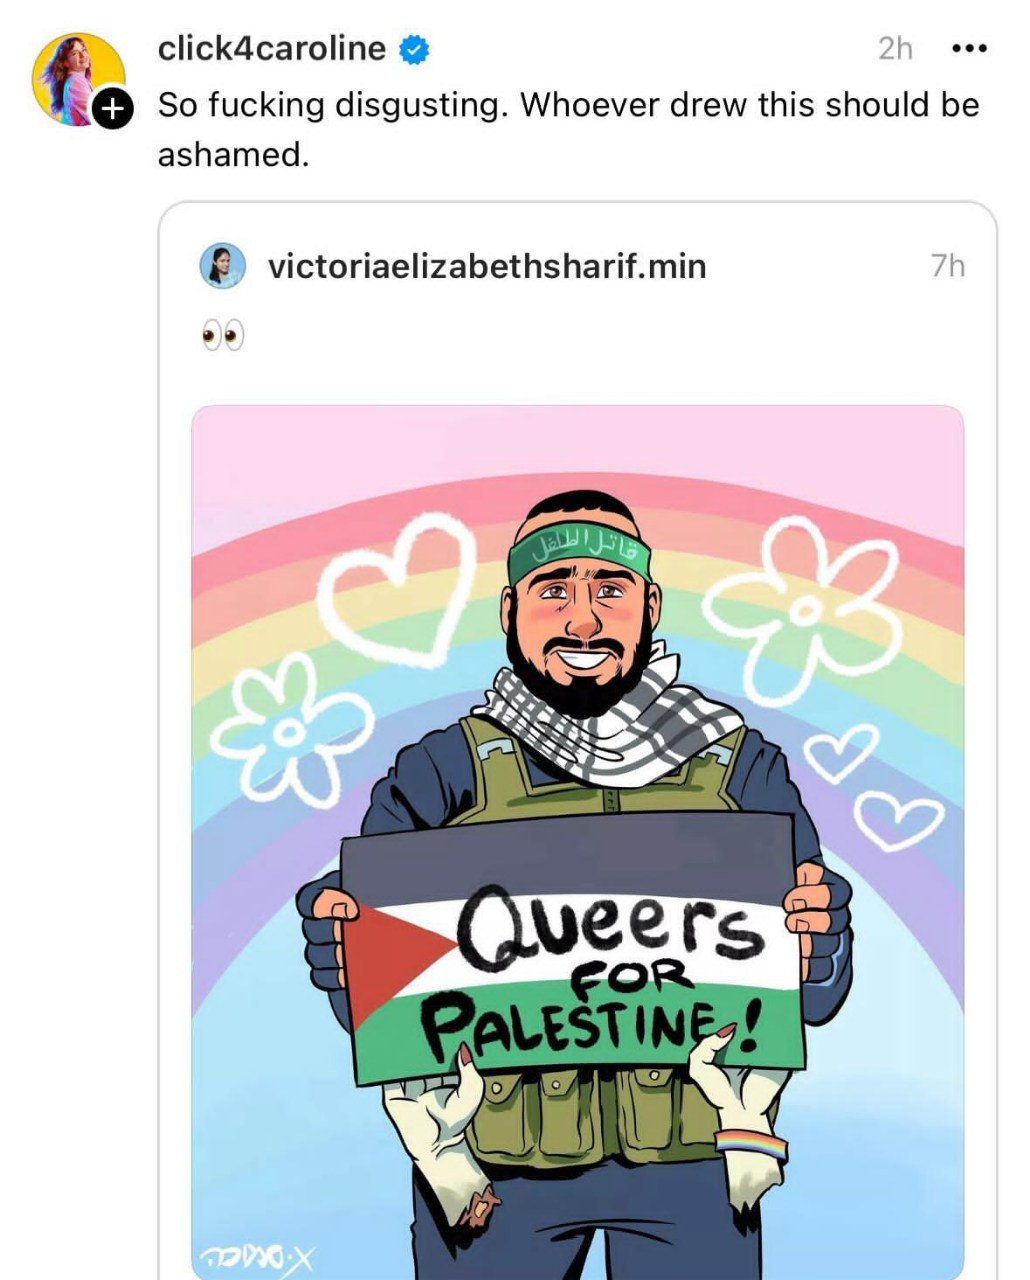 click4caroline
2h
So fucking disgusting. Whoever drew this should be
ashamed.
victoriaelizabethsharif.min
7h
👀
قاتل الطفل
Queers
FOR
PALESTINE!